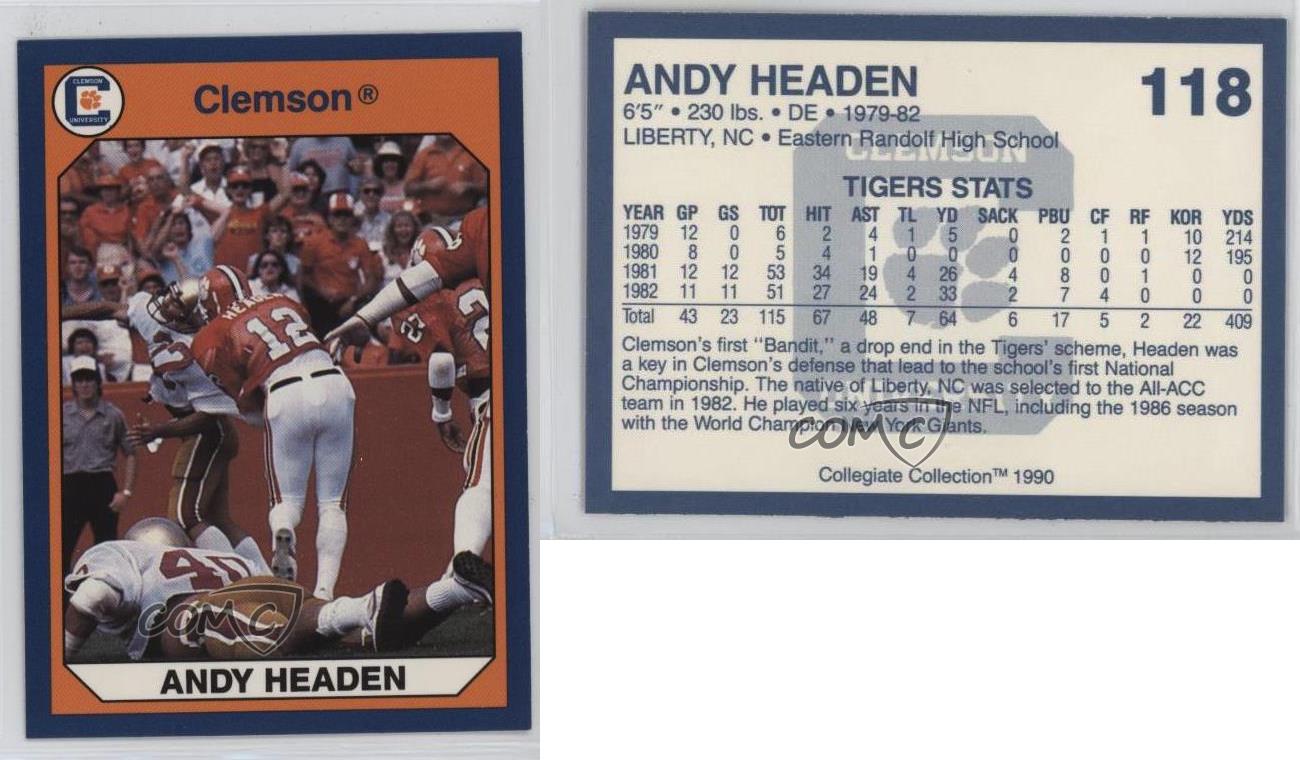 CLEMSON
UNIVERSITY
Clemson®
HEADEN
12
27
2
40
COMC
ANDY HEADEN
ANDY HEADEN
118
6'5" • 230 lbs. • DE • 1979-82
LIBERTY, NC • Eastern Randolf High School
CLEMSON
TIGERS STATS
YEAR GP GS TOT HIT AST TL YD SACK PBU CF RF KOR YDS
1979 12 0 6 2 4 1 5 0 2 1 1 10 214
1980 8 0 5 4 1 0 0 0 0 0 0 12 195
1981 12 12 53 34 19 4 26 4 8 0 1 0 0
1982 11 11 51 27 24 2 33 2 7 4 0 0 0
Total 43 23 115 67 48 7 64 6 17 5 2 22 409
Clemson's first "Bandit," a drop end in the Tigers' scheme, Headen was
a key in Clemson's defense that lead to the school's first National
Championship. The native of Liberty, NC was selected to the All-ACC
team in 1982. He played six years in the NFL, including the 1986 season
with the World Champion New York Giants.
COMC
Collegiate Collection™ 1990